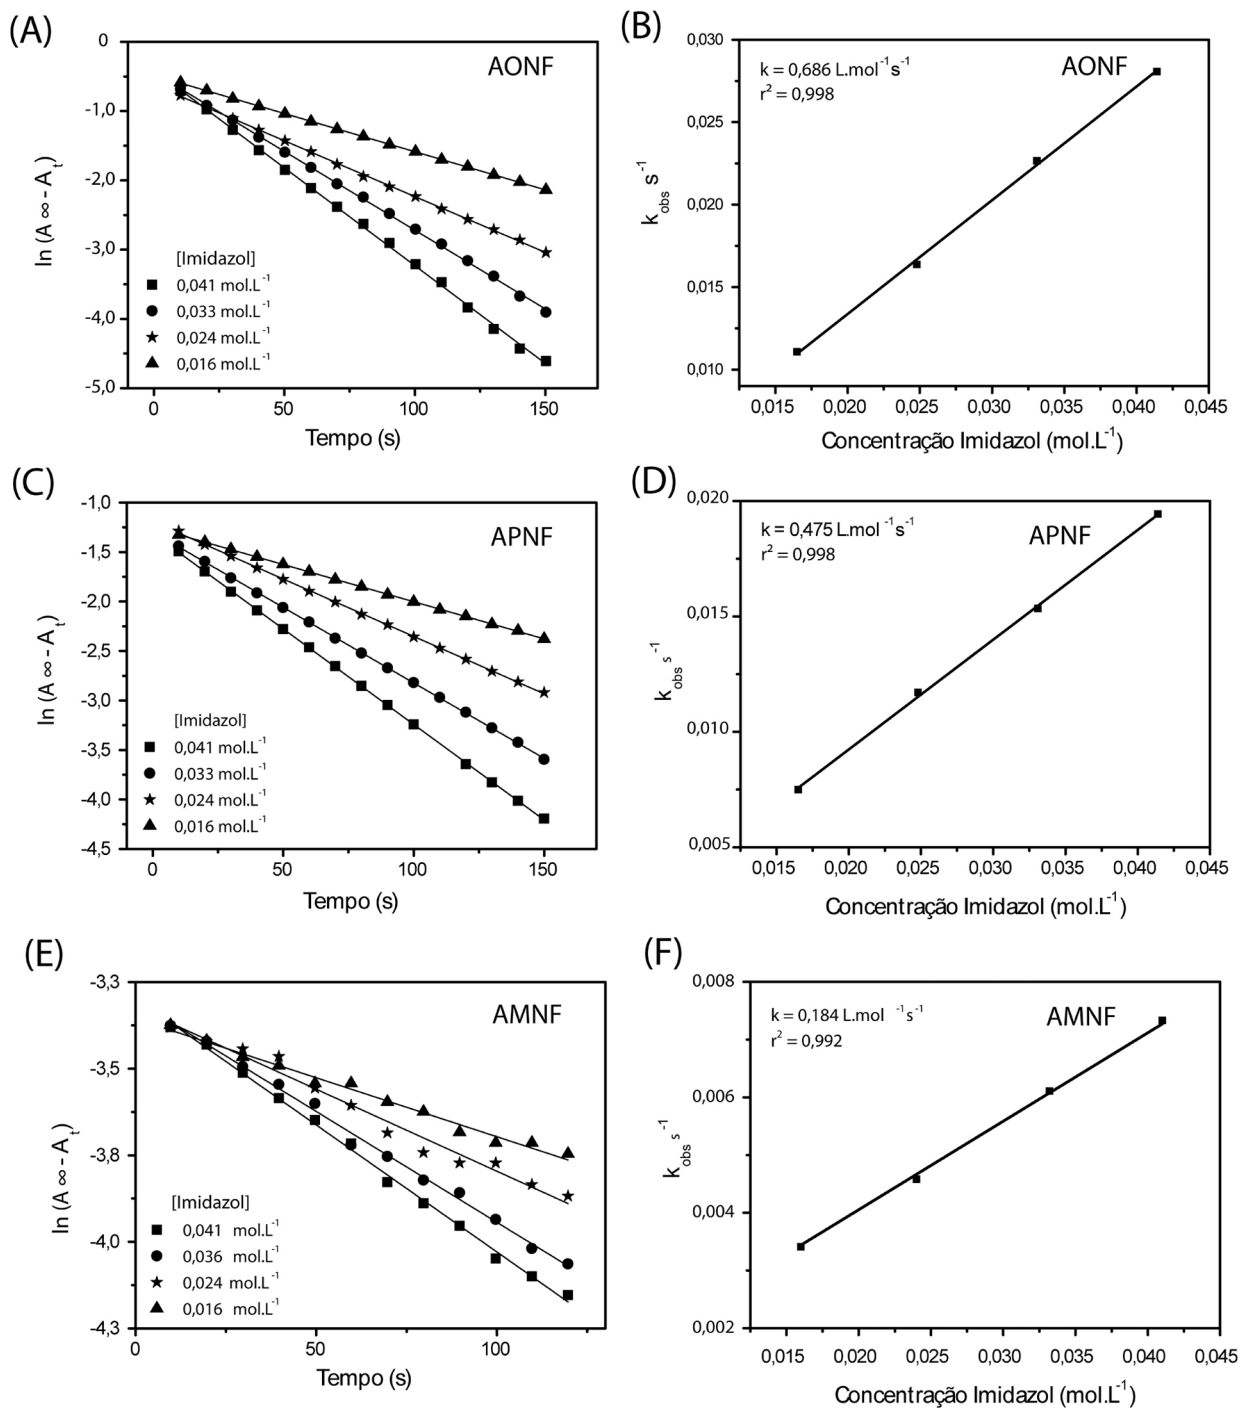 (A)
AONF
0
-1,0
-2,0
-3,0
-4,0
-5,0
ln (A ∞ - A t)
[Imidazol]
0,041 mol.L-1
0,033 mol.L-1
0,024 mol.L-1
0,016 mol.L-1
0 50 100 150
Tempo (s)
(B)
k = 0,686 L.mol-1s-1
r2 = 0,998
AONF
0,030
0,025
0,020
0,015
0,010
kobs s-1
0,015 0,020 0,025 0,030 0,035 0,040 0,045
Concentração Imidazol (mol.L-1)
(C)
APNF
-1,0
-1,5
-2,0
-2,5
-3,0
-3,5
-4,0
-4,5
ln (A ∞ - A t)
[Imidazol]
0,041 mol.L-1
0,033 mol.L-1
0,024 mol.L-1
0,016 mol.L-1
0 50 100 150
Tempo (s)
(D)
k = 0,475 L.mol-1s-1
r2 = 0,998
APNF
0,020
0,015
0,010
0,005
kobs s-1
0,015 0,020 0,025 0,030 0,035 0,040 0,045
Concentração Imidazol (mol.L-1)
(E)
AMNF
-3,3
-3,5
-3,8
-4,0
-4,3
ln (A ∞ - A t)
[Imidazol]
0,041 mol.L-1
0,036 mol.L-1
0,024 mol.L-1
0,016 mol.L-1
0 50 100
Tempo (s)
(F)
k = 0,184 L.mol -1s-1
r2 = 0,992
AMNF
0,008
0,006
0,004
0,002
kobs s-1
0,015 0,020 0,025 0,030 0,035 0,040 0,045
Concentração Imidazol (mol.L-1)